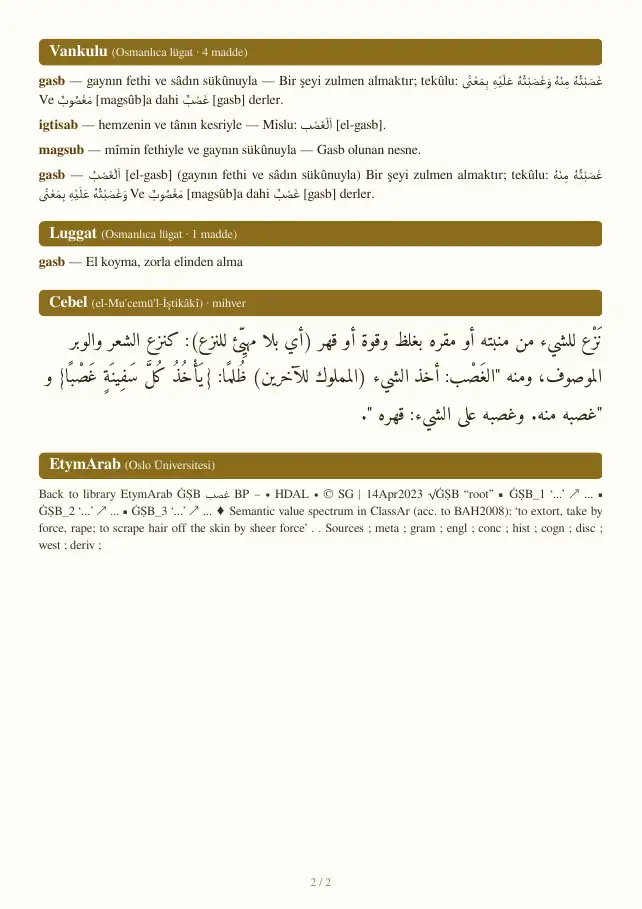 Vankulu (Osmanlıca lügat · 4 madde)
gasb — gaynın fethi ve sâdın sükûnuyla — Bir şeyi zulmen almaktır; tekûlu: غَصَبْتُهُ مِنْهُ وَغَصَبْتُهُ عَلَيْهِ بِمَعْنًى
Ve مَغْصُوبٌ [magsûb]a dahi غَصْبٌ [gasb] derler.
igtisab — hemzenin ve tânın kesriyle — Mislu: اَلْغَصْب [el-gasb].
magsub — mîmin fethiyle ve gaynın sükûnuyla — Gasb olunan nesne.
gasb — اَلْغَصْبُ [el-gasb] (gaynın fethi ve sâdın sükûnuyla) Bir şeyi zulmen almaktır; tekûlu: غَصَبْتُهُ مِنْهُ
وَغَصَبْتُهُ عَلَيْهِ بِمَعْنًى Ve مَغْصُوبٌ [magsûb]a dahi غَصْبٌ [gasb] derler.
Luggat (Osmanlıca lügat · 1 madde)
gasb — El koyma, zorla elinden alma
Cebel (el-Mu'cemü'l-İştikâkî) · mihver
نَزْع للشيء من منبته أو مقره بغلظ وقوة أو قهر (أي بلا مهيِّئ للنزع): كنزع الشعر والوبر
الموصوف، ومنه "الغَصْب: أخذ الشيء (المملوك للآخرين) ظُلمًا: {يَأْخُذُ كُلَّ سَفِينَةٍ غَصْبًا} و
"غصبه منه. وغصبه على الشيء: قهره ".
EtymArab (Oslo Üniversitesi)
Back to library EtymArab ĠṢB غصب BP – • HDAL • © SG | 14Apr2023 √ĠṢB “root” ▪ ĠṢB_1 ‘...’ ↗ ... ▪
ĠṢB_2 ‘...’ ↗ ... ▪ ĠṢB_3 ‘...’ ↗ ... ♦ Semantic value spectrum in ClassAr (acc. to BAH2008): ‘to extort, take by
force, rape; to scrape hair off the skin by sheer force’ . . Sources ; meta ; gram ; engl ; conc ; hist ; cogn ; disc ;
west ; deriv ;
2 / 2